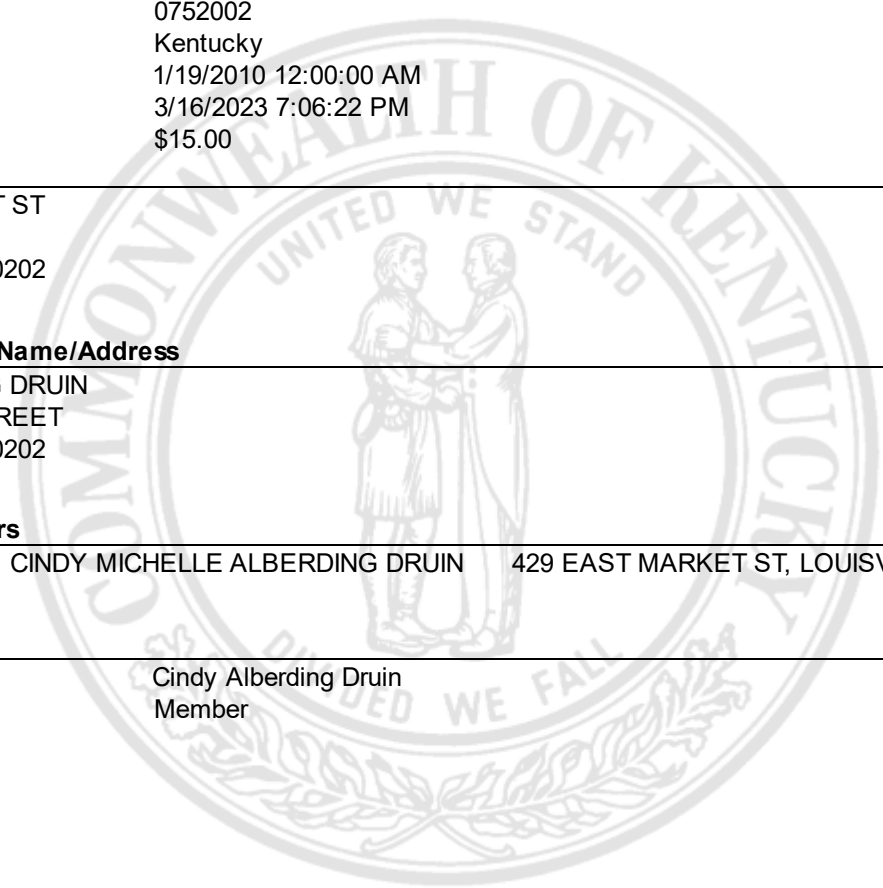 0752002
Kentucky
1/19/2010 12:00:00 AM
3/16/2023 7:06:22 PM
$15.00
T ST
0202
Name/Address
G DRUIN
REET
0202
rs
CINDY MICHELLE ALBERDING DRUIN 429 EAST MARKET ST, LOUISV
Cindy Alberding Druin
Member
COMMONWEALTH OF KENTUCKY
UNITED WE STAND
DIVIDED WE FALL